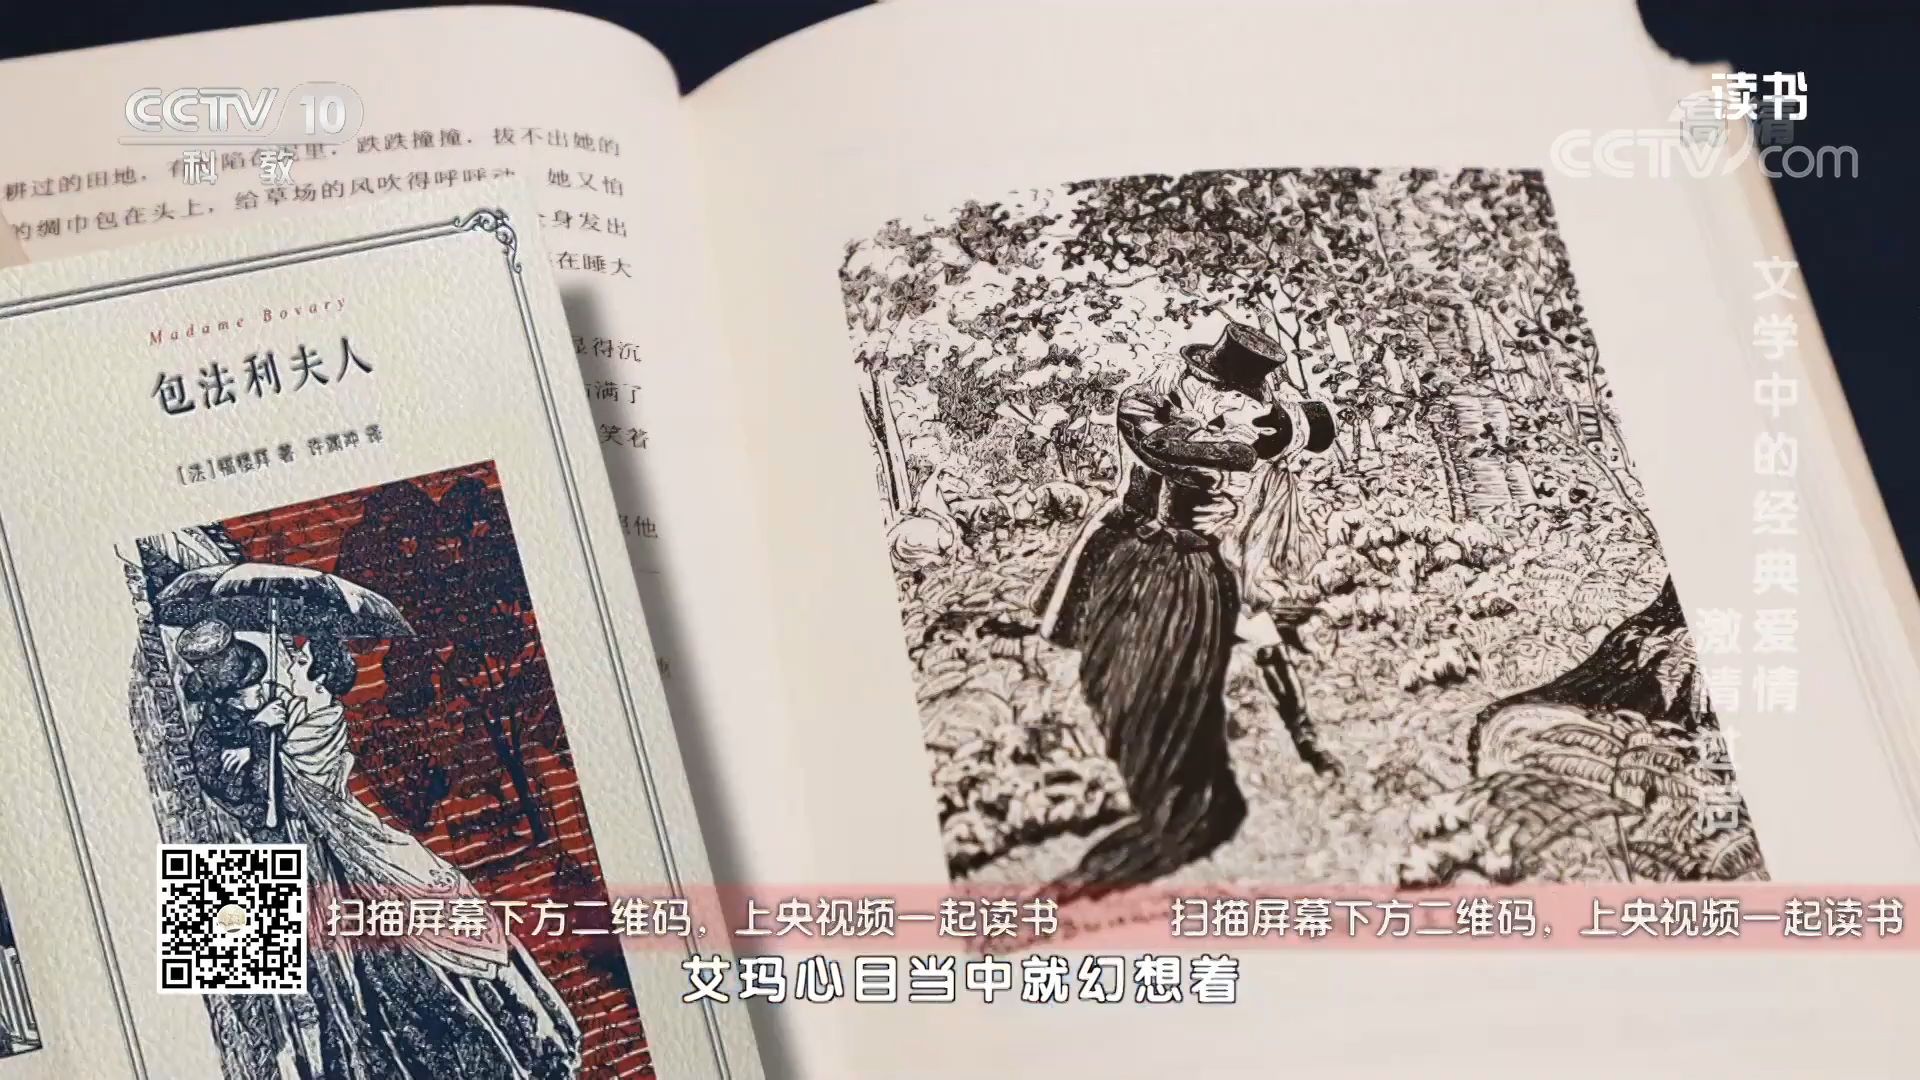 CCTV 10
科 教
读书
高清
CCTV com
耕过的田地，
跌跌撞撞，拔不出她的
的绸巾包在头上，给草场的风吹得呼呼动
她又怕
身发出
在睡大
显得沉
满了
笑着
他
Madame Bovary
包法利夫人
[法]福楼拜 著 许渊冲 译
文学中的经典爱情
激情过后
扫描屏幕下方二维码，上央视频一起读书
扫描屏幕下方二维码，上央视频一起读书
艾玛心目当中就幻想着